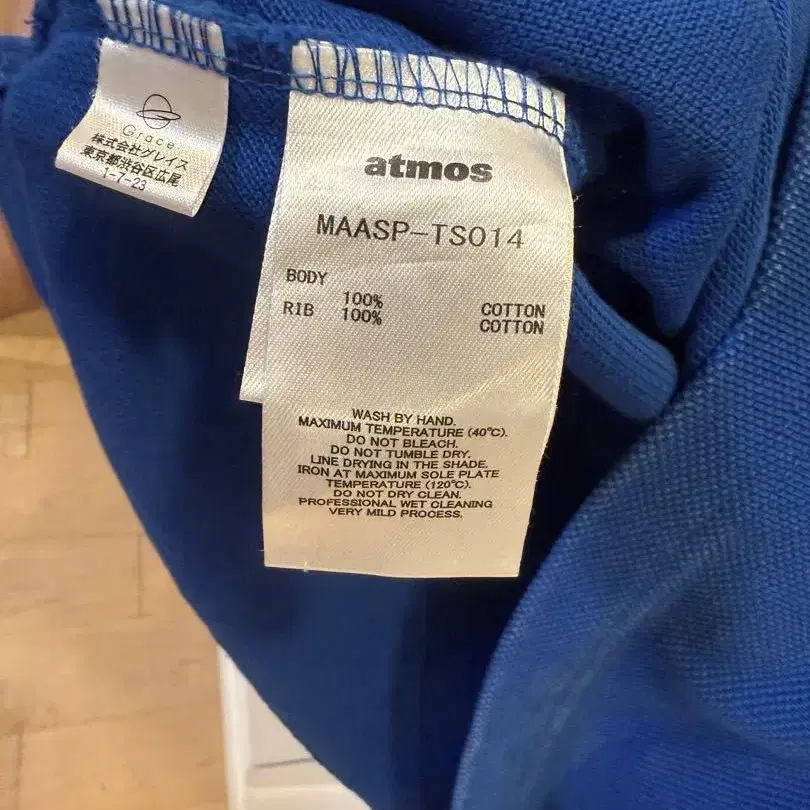 Grace
株式会社グレイス
東京都渋谷区広尾
1-7-23
atmos
MAASP-TS014
BODY
100% COTTON
RIB 100% COTTON
WASH BY HAND.
MAXIMUM TEMPERATURE (40℃).
DO NOT BLEACH.
DO NOT TUMBLE DRY.
LINE DRYING IN THE SHADE.
IRON AT MAXIMUM SOLE PLATE
TEMPERATURE (120℃).
DO NOT DRY CLEAN.
PROFESSIONAL WET CLEANING
VERY MILD PROCESS.